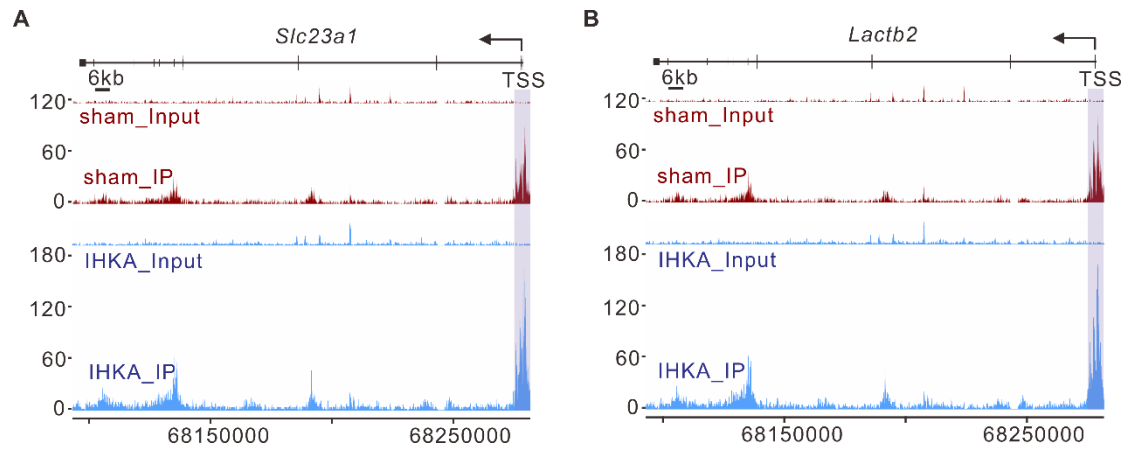 A
Slc23a1
6kb
TSS
120
sham_Input
60
sham_IP
0
IHKA_Input
180
120
60
IHKA_IP
0
68150000 68250000
B
Lactb2
6kb
TSS
120
sham_Input
60
sham_IP
0
IHKA_Input
180
120
60
IHKA_IP
0
68150000 68250000